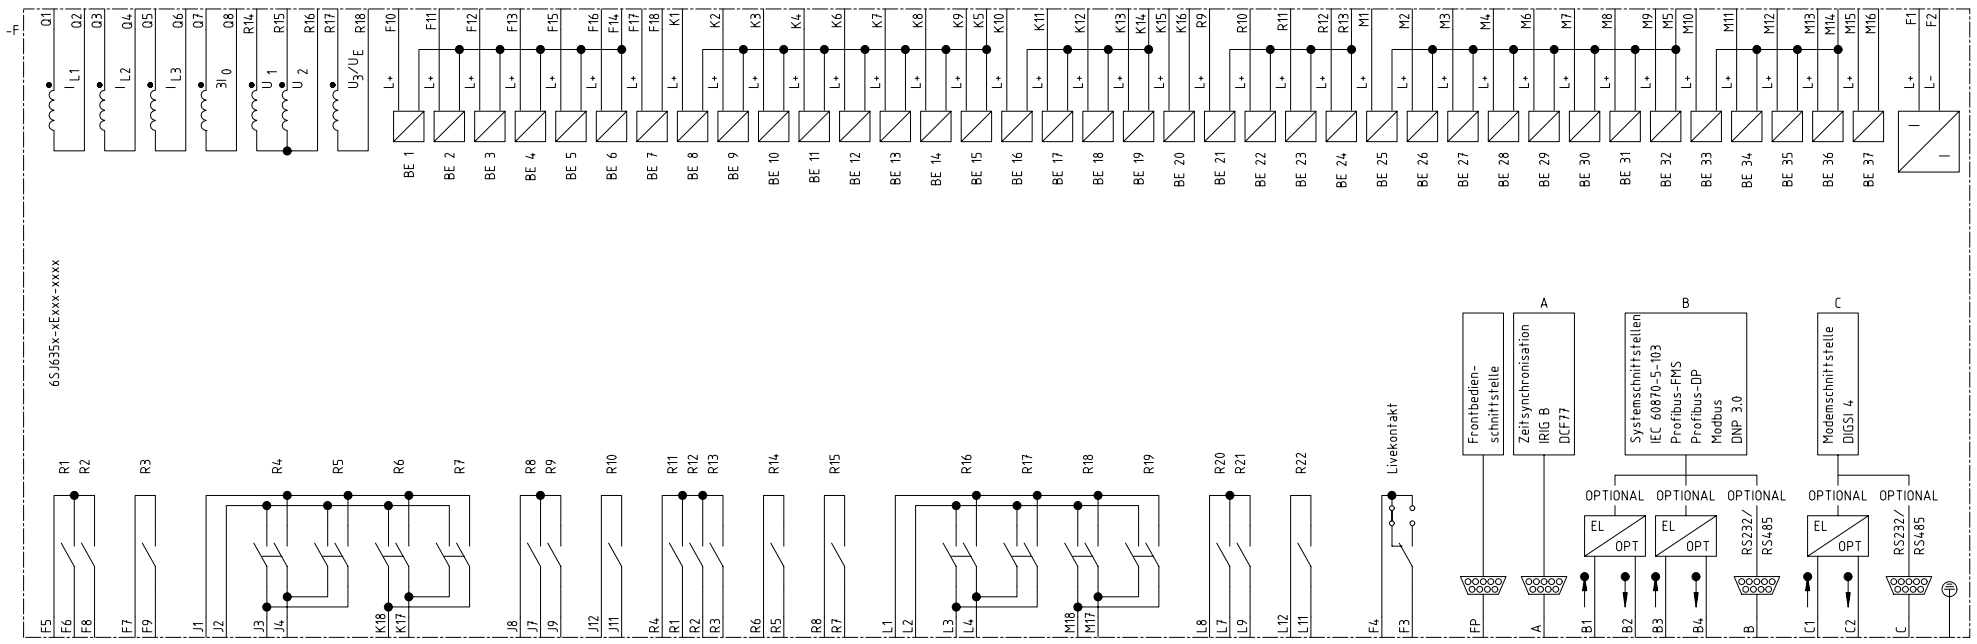 -F
Q1 Q2 Q3 Q4 Q5 Q6 Q7 Q8 R14 R15 R16 R17 R18 F10 F11 F12 F13 F15 F16 F14 F17 F18 K1 K2 K3 K4 K6 K7 K8 K9 K5 K10 K11 K12 K13 K14 K15 K16 R9 R10 R11 R12 R13 M1 M2 M3 M4 M6 M7 M8 M9 M5 M10 M11 M12 M13 M14 M15 M16 F1 F2
IL1 IL2 IL3 3I0 U1 U2 U3/UE L+ L+ L+ L+ L+ L+ L+ L+ L+ L+ L+ L+ L+ L+ L+ L+ L+ L+ L+ L+ L+ L+ L+ L+ L+ L+ L+ L+ L+ L+ L+ L+ L+ L+ L+ L+ L+ L+ L-
BE 1 BE 2 BE 3 BE 4 BE 5 BE 6 BE 7 BE 8 BE 9 BE 10 BE 11 BE 12 BE 13 BE 14 BE 15 BE 16 BE 17 BE 18 BE 19 BE 20 BE 21 BE 22 BE 23 BE 24 BE 25 BE 26 BE 27 BE 28 BE 29 BE 30 BE 31 BE 32 BE 33 BE 34 BE 35 BE 36 BE 37
6SJ635x-xExxx-xxxx
A B C
Frontbedien-
schnittstelle
Zeitsynchronisation
IRIG B
DCF77
Systemschnittstellen
IEC 60870-5-103
Profibus-FMS
Profibus-DP
Modbus
DNP 3.0
Modemschnittstelle
DIGSI 4
R1 R2 R3 R4 R5 R6 R7 R8 R9 R10 R11 R12 R13 R14 R15 R16 R17 R18 R19 R20 R21 R22 Livekontakt
OPTIONAL OPTIONAL OPTIONAL OPTIONAL OPTIONAL
EL OPT
EL OPT
RS232/
RS485
EL OPT
RS232/
RS485
F5 F6 F8 F7 F9 J1 J2 J3 J4 K18 K17 J8 J7 J9 J12 J11 R4 R1 R2 R3 R6 R5 R8 R7 L1 L2 L3 L4 M18 M17 L8 L7 L9 L12 L11 F4 F3 FP A B1 B2 B3 B4 B C1 C2 C